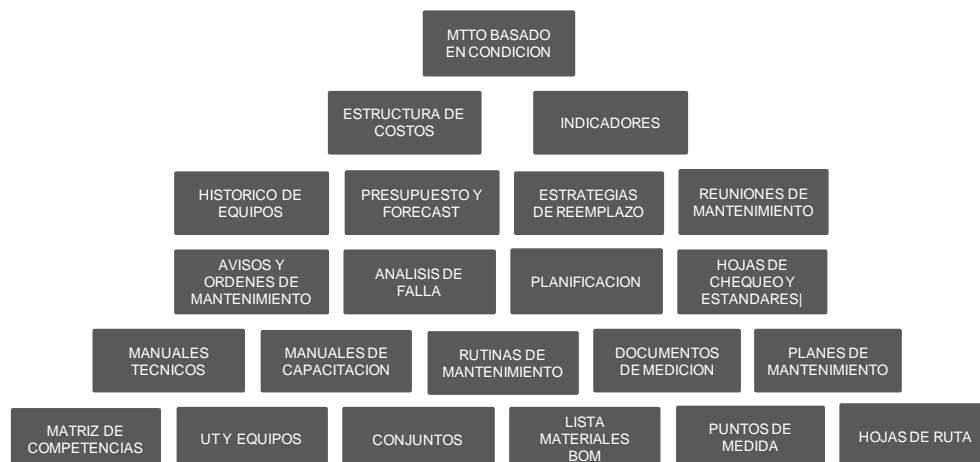 MTTO BASADO
EN CONDICION
ESTRUCTURA DE
COSTOS
INDICADORES
HISTORICO DE
EQUIPOS
PRESUPUESTO Y
FORECAST
ESTRATEGIAS
DE REEMPLAZO
REUNIONES DE
MANTENIMIENTO
AVISOS Y
ORDENES DE
MANTENIMIENTO
ANALISIS DE
FALLA
PLANIFICACION
HOJAS DE
CHEQUEO Y
ESTANDARES|
MANUALES
TECNICOS
MANUALES DE
CAPACITACION
RUTINAS DE
MANTENIMIENTO
DOCUMENTOS
DE MEDICION
PLANES DE
MANTENIMIENTO
MATRIZ DE
COMPETENCIAS
UT Y EQUIPOS
CONJUNTOS
LISTA
MATERIALES
BOM
PUNTOS DE
MEDIDA
HOJAS DE RUTA